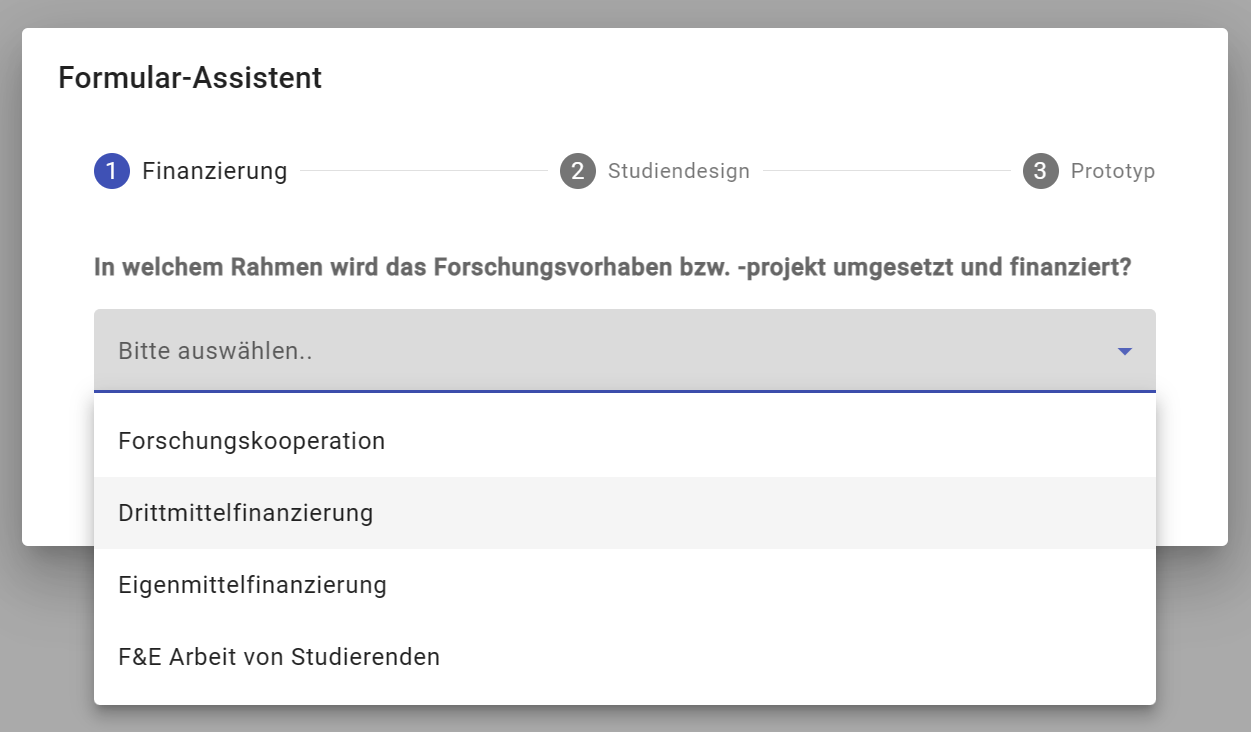 Formular-Assistent
1 Finanzierung 2 Studiendesign 3 Prototyp
In welchem Rahmen wird das Forschungsvorhaben bzw. -projekt umgesetzt und finanziert?
Bitte auswählen..
Forschungskooperation
Drittmittelfinanzierung
Eigenmittelfinanzierung
F&E Arbeit von Studierenden